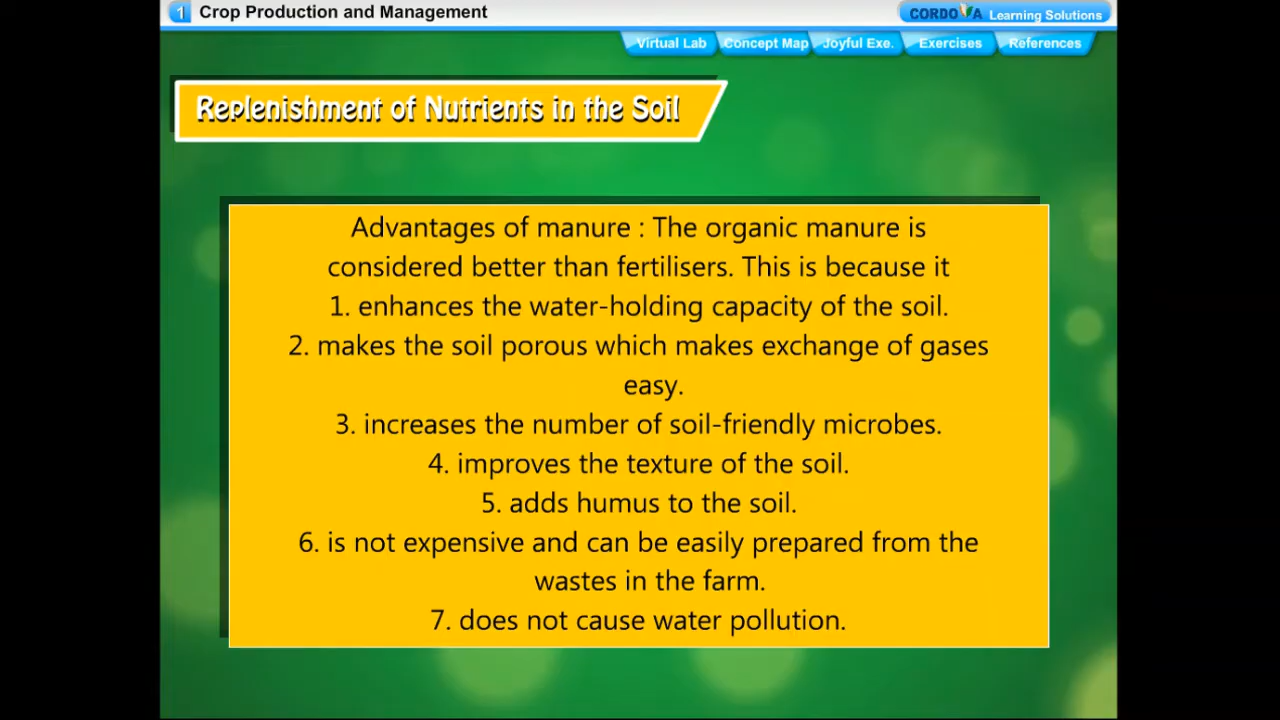 1 Crop Production and Management
CORDOVA Learning Solutions
Virtual Lab Concept Map Joyful Exe. Exercises References
Replenishment of Nutrients in the Soil
Advantages of manure : The organic manure is
considered better than fertilisers. This is because it
1. enhances the water-holding capacity of the soil.
2. makes the soil porous which makes exchange of gases
easy.
3. increases the number of soil-friendly microbes.
4. improves the texture of the soil.
5. adds humus to the soil.
6. is not expensive and can be easily prepared from the
wastes in the farm.
7. does not cause water pollution.